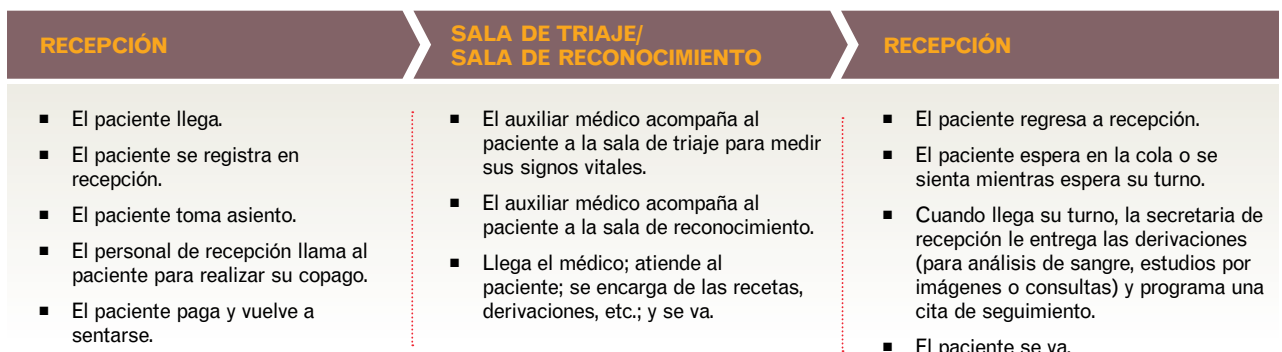 RECEPCIÓN
■ El paciente llega.
■ El paciente se registra en
recepción.
■ El paciente toma asiento.
■ El personal de recepción llama al
paciente para realizar su copago.
■ El paciente paga y vuelve a
sentarse.
SALA DE TRIAJE/
SALA DE RECONOCIMIENTO
■ El auxiliar médico acompaña al
paciente a la sala de triaje para medir
sus signos vitales.
■ El auxiliar médico acompaña al
paciente a la sala de reconocimiento.
■ Llega el médico; atiende al
paciente; se encarga de las recetas,
derivaciones, etc.; y se va.
RECEPCIÓN
■ El paciente regresa a recepción.
■ El paciente espera en la cola o se
sienta mientras espera su turno.
■ Cuando llega su turno, la secretaria de
recepción le entrega las derivaciones
(para análisis de sangre, estudios por
imágenes o consultas) y programa una
cita de seguimiento.
■ El paciente se va.